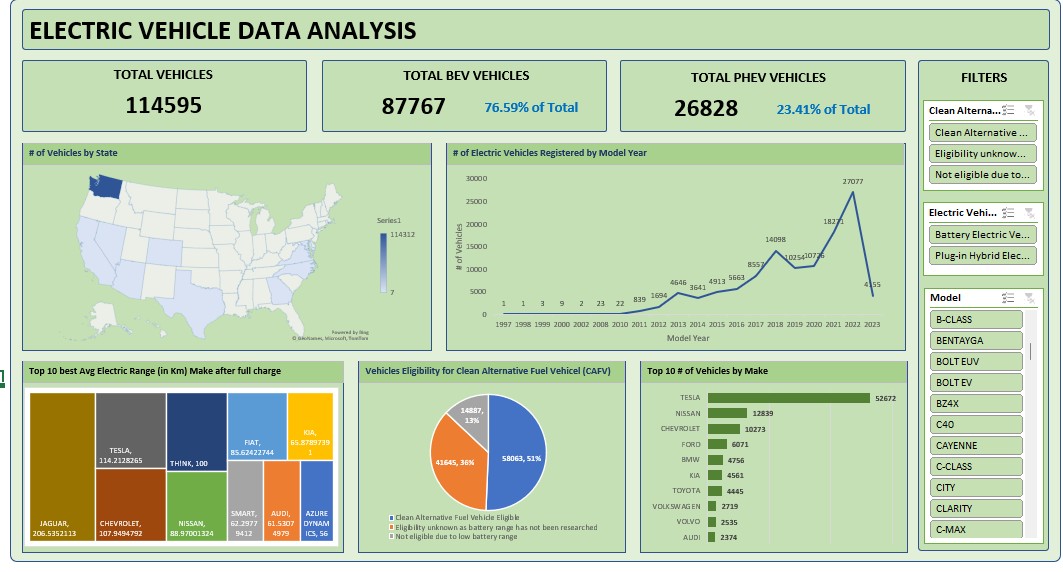 ELECTRIC VEHICLE DATA ANALYSIS
TOTAL VEHICLES
114595
TOTAL BEV VEHICLES
87767 76.59% of Total
TOTAL PHEV VEHICLES
26828 23.41% of Total
FILTERS
Clean Alterna...
Clean Alternative ...
Eligibility unknow...
Not eligible due to...
Electric Vehi...
Battery Electric Ve...
Plug-in Hybrid Elec...
Model
B-CLASS
BENTAYGA
BOLT EUV
BOLT EV
BZ4X
C40
CAYENNE
C-CLASS
CITY
CLARITY
C-MAX
# of Vehicles by State
Series1
114312
7
Powered by Bing
© GeoNames, Microsoft, TomTom
# of Electric Vehicles Registered by Model Year
# of Vehicles
30000
25000
20000
15000
10000
5000
0
1 1 3 9 2 23 22 839 1694 4646 3641 4913 5663 8557 14098 10254 10726 18271 27077 4155
1997 1998 1999 2000 2002 2008 2010 2011 2012 2013 2014 2015 2016 2017 2018 2019 2020 2021 2022 2023
Model Year
Top 10 best Avg Electric Range (in Km) Make after full charge
JAGUAR,
206.5352113
TESLA,
114.2128265
CHEVROLET,
107.9494792
TH!NK, 100
NISSAN,
88.97001324
FIAT,
85.62422744
KIA,
65.8789739
1
SMART,
62.2977
9412
AUDI,
61.5307
4979
AZURE
DYNAM
ICS, 56
Vehicles Eligibility for Clean Alternative Fuel Vehicel (CAFV)
14887,
13%
41645, 36%
58063, 51%
Clean Alternative Fuel Vehicle Eligible
Eligibility unknown as battery range has not been researched
Not eligible due to low battery range
Top 10 # of Vehicles by Make
TESLA 52672
NISSAN 12839
CHEVROLET 10273
FORD 6071
BMW 4756
KIA 4561
TOYOTA 4445
VOLKSWAGEN 2719
VOLVO 2535
AUDI 2374